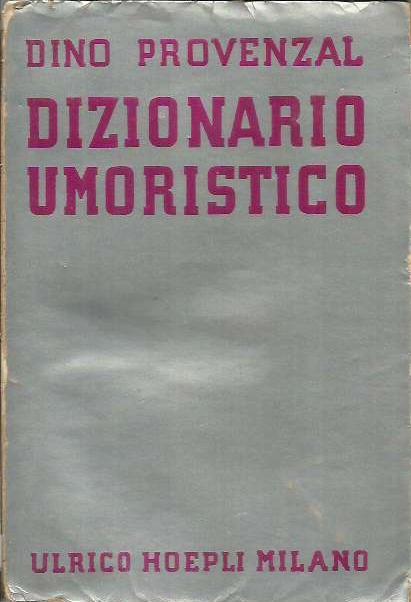 DINO PROVENZAL
DIZIONARIO
UMORISTICO
ULRICO HOEPLI MILANO